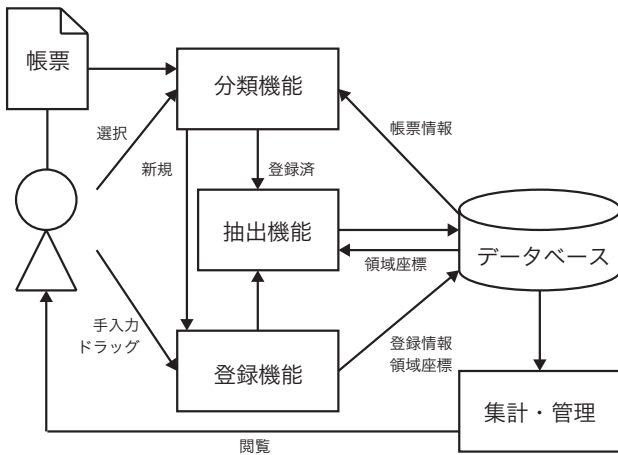 帳票
分類機能
選択
帳票情報
新規
登録済
抽出機能
データベース
領域座標
手入力
ドラッグ
登録情報
領域座標
登録機能
集計・管理
閲覧